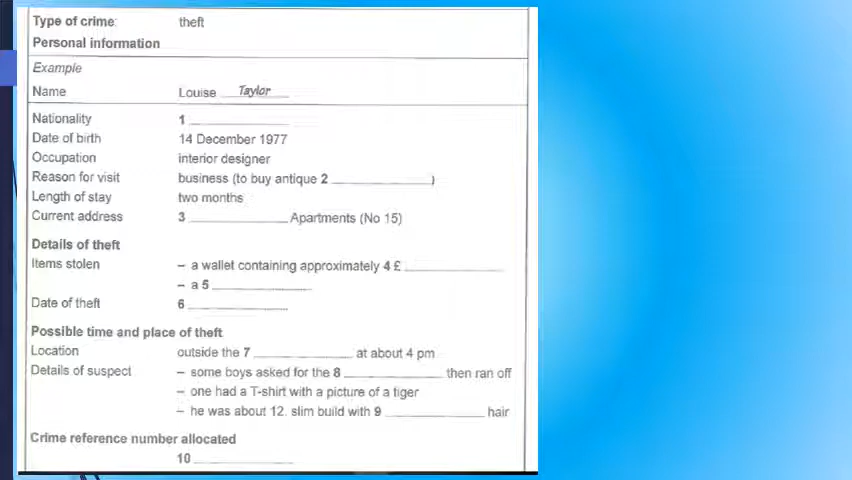 Type of crime: theft
Personal information
Example
Name Louise Taylor
Nationality 1
Date of birth 14 December 1977
Occupation interior designer
Reason for visit business (to buy antique 2 )
Length of stay two months
Current address 3 Apartments (No 15)
Details of theft
Items stolen – a wallet containing approximately 4 £
– a 5
Date of theft 6
Possible time and place of theft
Location outside the 7 at about 4 pm
Details of suspect – some boys asked for the 8 then ran off
– one had a T-shirt with a picture of a tiger
– he was about 12. slim build with 9 hair
Crime reference number allocated
10